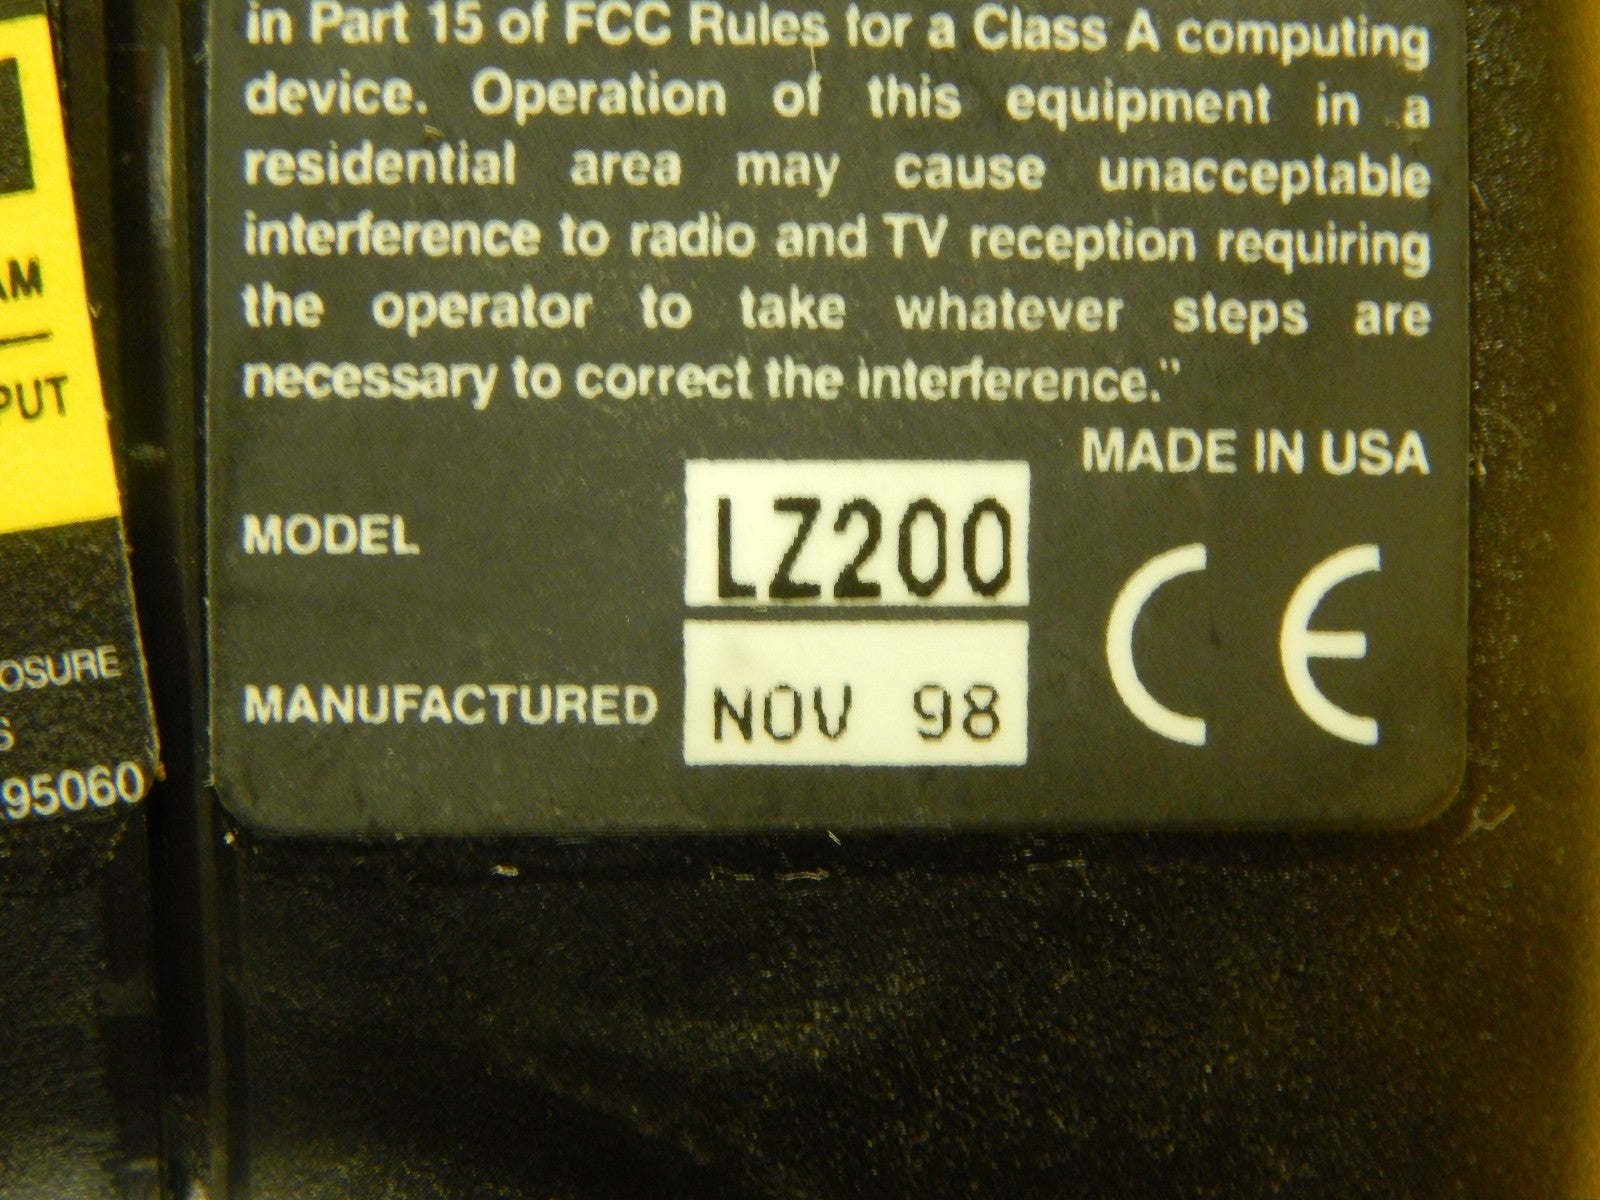 in Part 15 of FCC Rules for a Class A computing
device. Operation of this equipment in a
residential area may cause unacceptable
interference to radio and TV reception requiring
the operator to take whatever steps are
necessary to correct the interference."
MADE IN USA
MODEL LZ200
MANUFACTURED NOV 98
CE
AM
PUT
OSURE
95060